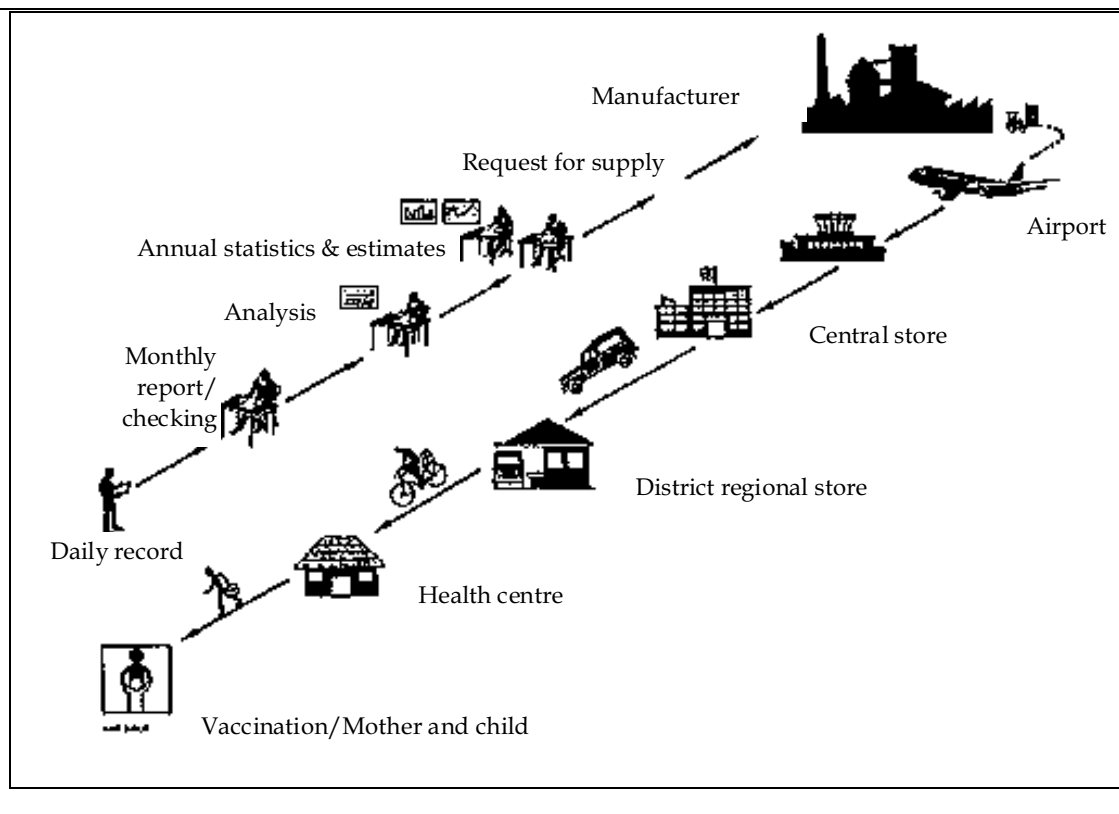 Manufacturer
Request for supply
Airport
Annual statistics & estimates
Analysis
Central store
Monthly
report/
checking
District regional store
Daily record
Health centre
Vaccination/Mother and child